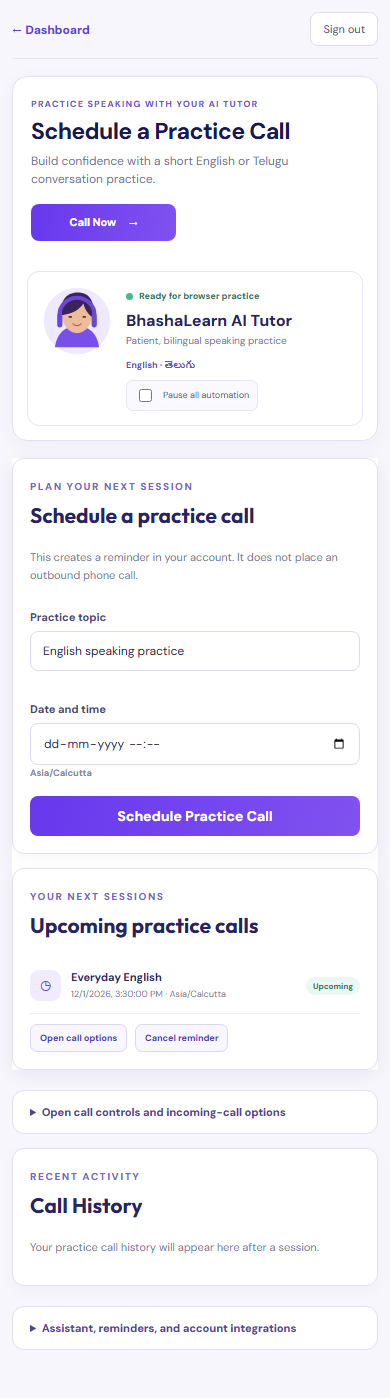 ← Dashboard
Sign out
PRACTICE SPEAKING WITH YOUR AI TUTOR
Schedule a Practice Call
Build confidence with a short English or Telugu
conversation practice.
Call Now →
Ready for browser practice
BhashaLearn AI Tutor
Patient, bilingual speaking practice
English · తెలుగు
Pause all automation
PLAN YOUR NEXT SESSION
Schedule a practice call
This creates a reminder in your account. It does not place an
outbound phone call.
Practice topic
English speaking practice
Date and time
dd-mm-yyyy --:--
Asia/Calcutta
Schedule Practice Call
YOUR NEXT SESSIONS
Upcoming practice calls
Everyday English
12/1/2026, 3:30:00 PM · Asia/Calcutta
Upcoming
Open call options
Cancel reminder
▶ Open call controls and incoming-call options
RECENT ACTIVITY
Call History
Your practice call history will appear here after a session.
▶ Assistant, reminders, and account integrations